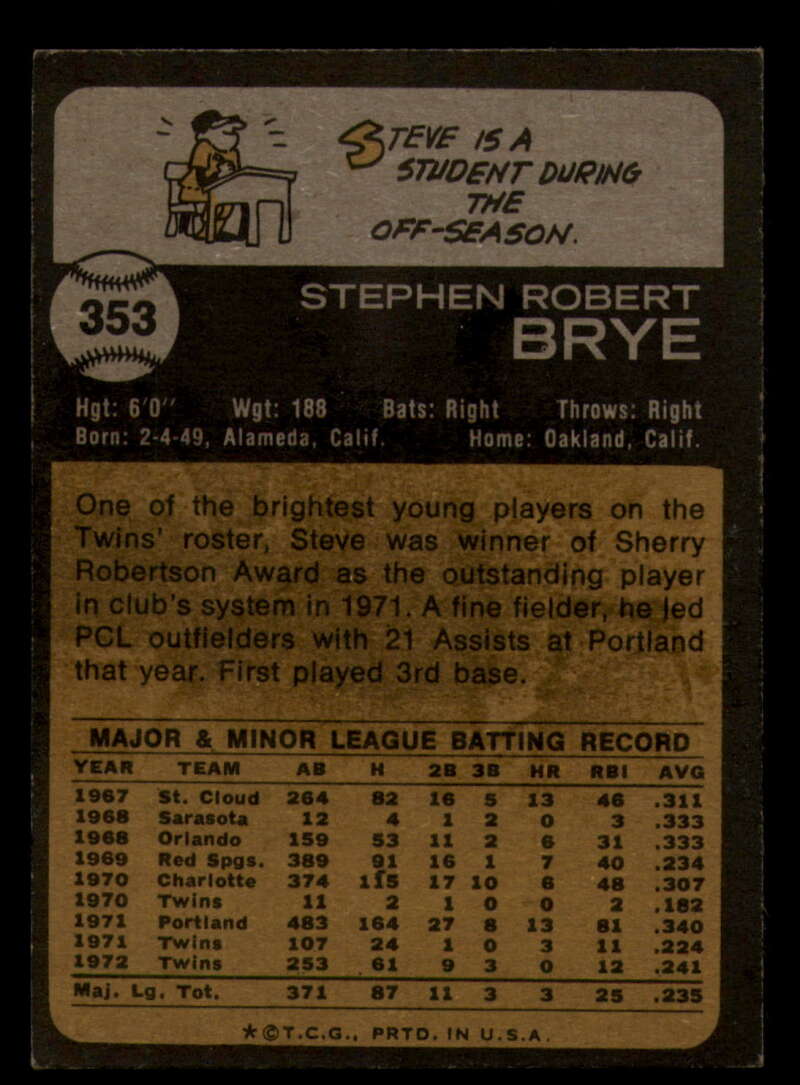 STEVE IS A
STUDENT DURING
THE
OFF-SEASON.
353
STEPHEN ROBERT
BRYE
Hgt: 6'0" Wgt: 188 Bats: Right Throws: Right
Born: 2-4-49, Alameda, Calif. Home: Oakland, Calif.
One of the brightest young players on the
Twins' roster, Steve was winner of Sherry
Robertson Award as the outstanding player
in club's system in 1971. A fine fielder, he led
PCL outfielders with 21 Assists at Portland
that year. First played 3rd base.
MAJOR & MINOR LEAGUE BATTING RECORD
YEAR TEAM AB H 2B 3B HR RBI AVG
1967 St. Cloud 264 82 16 5 13 46 .311
1968 Sarasota 12 4 1 2 0 3 .333
1968 Orlando 159 53 11 2 6 31 .333
1969 Red Spgs. 389 91 16 1 7 40 .234
1970 Charlotte 374 115 17 10 6 48 .307
1970 Twins 11 2 1 0 0 2 .182
1971 Portland 483 164 27 8 13 81 .340
1971 Twins 107 24 1 0 3 11 .224
1972 Twins 253 61 9 3 0 12 .241
Maj. Lg. Tot. 371 87 11 3 3 25 .235
★©T.C.G., PRTD. IN U.S.A.